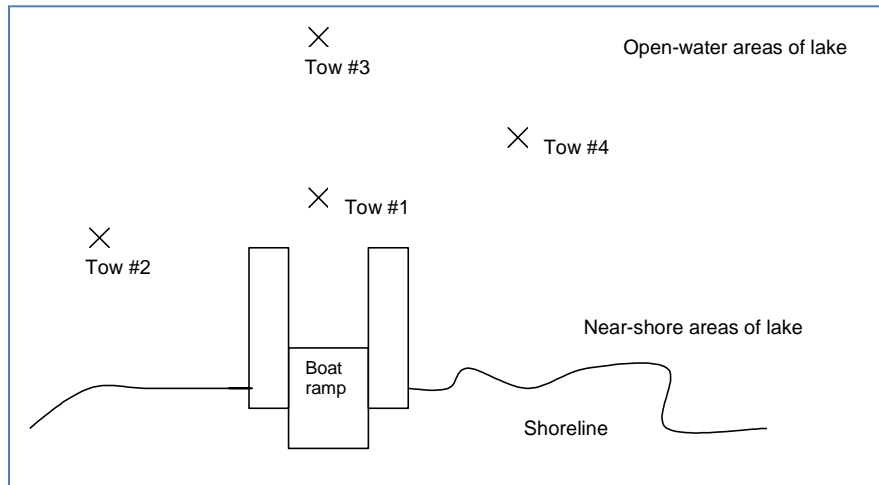 Open-water areas of lake
Tow #3
Tow #4
Tow #1
Tow #2
Near-shore areas of lake
Boat
ramp
Shoreline